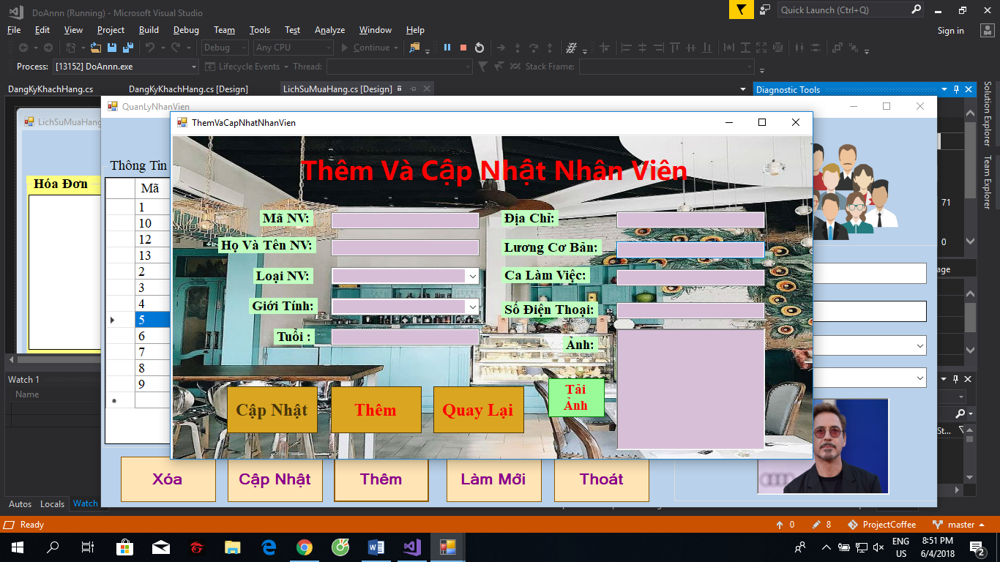 DoAnnn (Running) - Microsoft Visual Studio
Quick Launch (Ctrl+Q)
File Edit View Project Build Debug Team Tools Test Analyze Window Help
Sign in
Debug Any CPU Continue
Process: [13152] DoAnnn.exe Lifecycle Events Thread: Stack Frame:
DangKyKhachHang.cs DangKyKhachHang.cs [Design] LichSuMuaHang.cs [Design] Diagnostic Tools
Solution Explorer
Team Explorer
QuanLyNhanVien
LichSuMuaHang
ThemVaCapNhatNhanVien
Thông Tin
Hóa Đơn
Mã
1
10
12
13
2
3
4
5
6
7
8
9
Thêm Và Cập Nhật Nhân Viên
Mã NV: Địa Chỉ:
Họ Và Tên NV: Lương Cơ Bản:
Loại NV: Ca Làm Việc:
Giới Tính: Số Điện Thoại:
Tuổi : Ảnh:
Tải
Ảnh
Cập Nhật Thêm Quay Lại
71
0
age
St...
Watch 1
Name
Xóa Cập Nhật Thêm Làm Mới Thoát
Autos Locals Watch
Ready 0 8 ProjectCoffee master
ENG 8:51 PM
US 6/4/2018 2